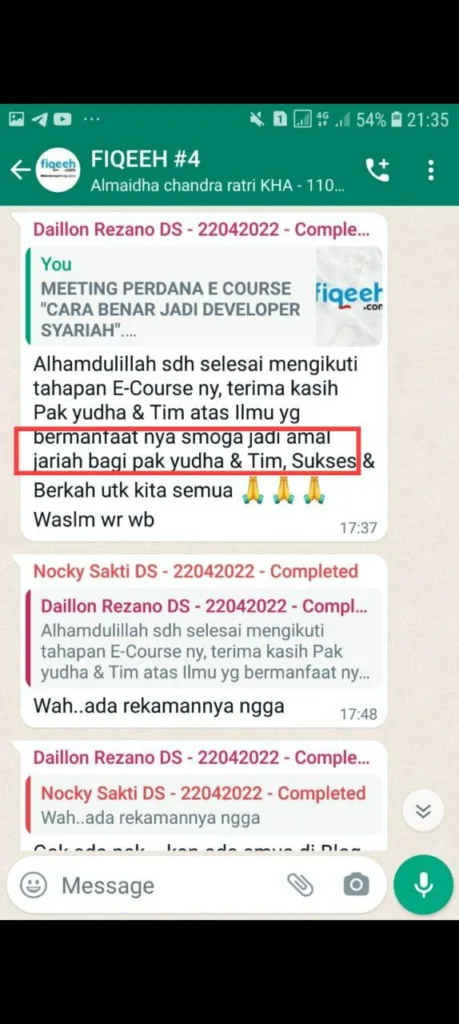 54% 21:35
fiqeeh
.com
FIQEEH #4
Almaidha chandra ratri KHA - 110...
Daillon Rezano DS - 22042022 - Comple...
You
MEETING PERDANA E COURSE
"CARA BENAR JADI DEVELOPER
SYARIAH"....
fiqeeh
.com
Alhamdulillah sdh selesai mengikuti
tahapan E-Course ny, terima kasih
Pak yudha & Tim atas Ilmu yg
bermanfaat nya smoga jadi amal
jariah bagi pak yudha & Tim, Sukses &
Berkah utk kita semua 🙏🙏🙏
Waslm wr wb
17:37
Nocky Sakti DS - 22042022 - Completed
Daillon Rezano DS - 22042022 - Compl...
Alhamdulillah sdh selesai mengikuti
tahapan E-Course ny, terima kasih Pak
yudha & Tim atas Ilmu yg bermanfaat ny...
Wah..ada rekamannya ngga
17:48
Daillon Rezano DS - 22042022 - Comple...
Nocky Sakti DS - 22042022 - Completed
Wah..ada rekamannya ngga
Message